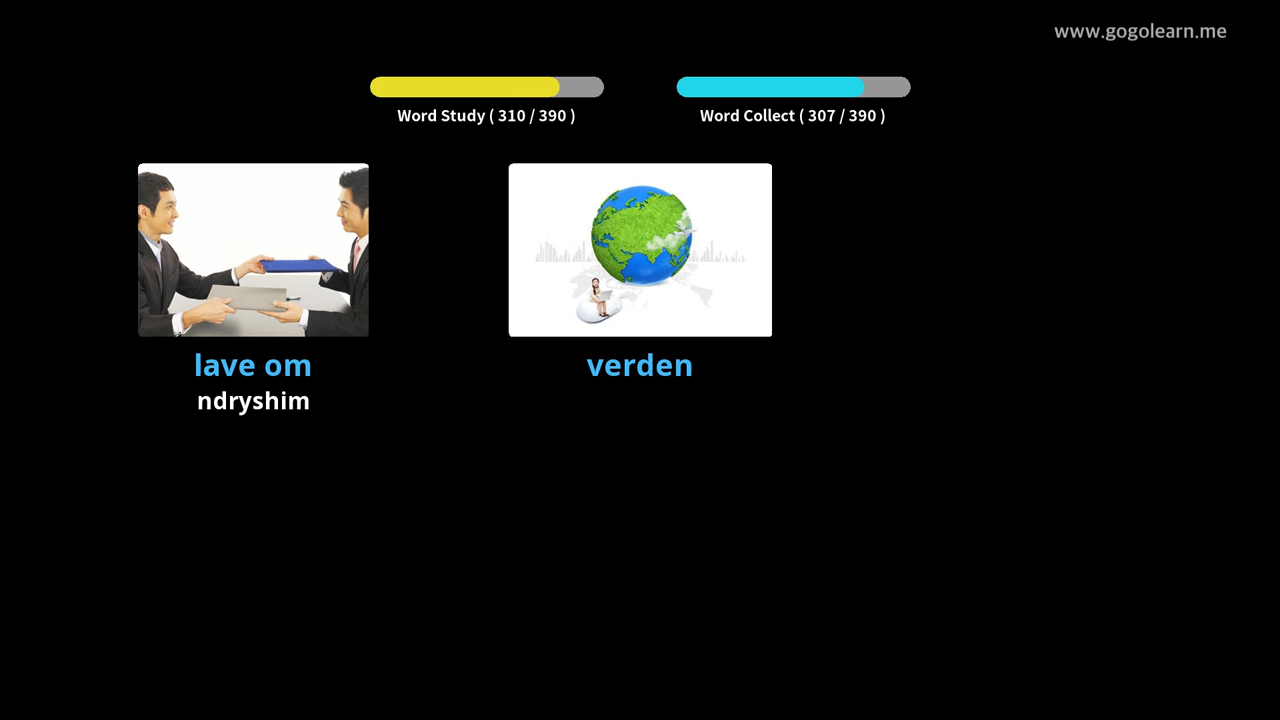 www.gogolearn.me
Word Study ( 310 / 390 )
Word Collect ( 307 / 390 )
lave om
ndryshim
verden